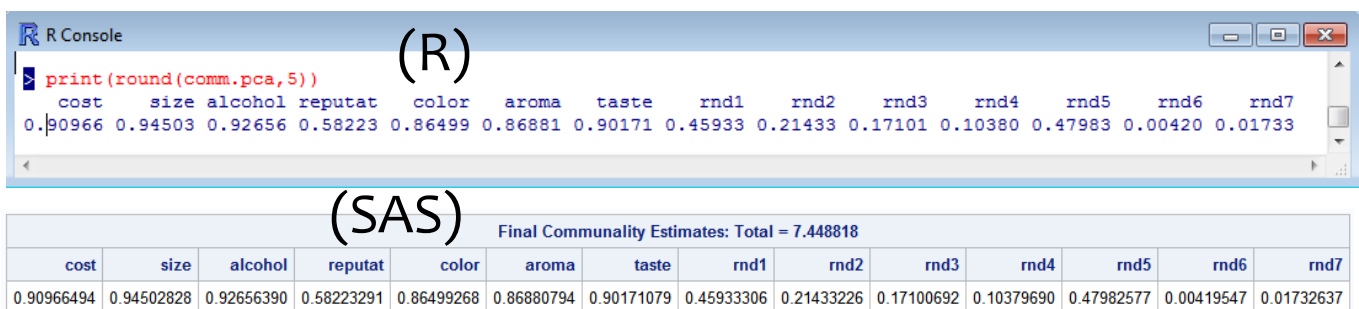 R Console
(R)
> print(round(comm.pca,5))
cost size alcohol reputat color aroma taste rnd1 rnd2 rnd3 rnd4 rnd5 rnd6 rnd7
0.90966 0.94503 0.92656 0.58223 0.86499 0.86881 0.90171 0.45933 0.21433 0.17101 0.10380 0.47983 0.00420 0.01733
(SAS)
Final Communality Estimates: Total = 7.448818
cost size alcohol reputat color aroma taste rnd1 rnd2 rnd3 rnd4 rnd5 rnd6 rnd7
0.90966494 0.94502828 0.92656390 0.58223291 0.86499268 0.86880794 0.90171079 0.45933306 0.21433226 0.17100692 0.10379690 0.47982577 0.00419547 0.01732637